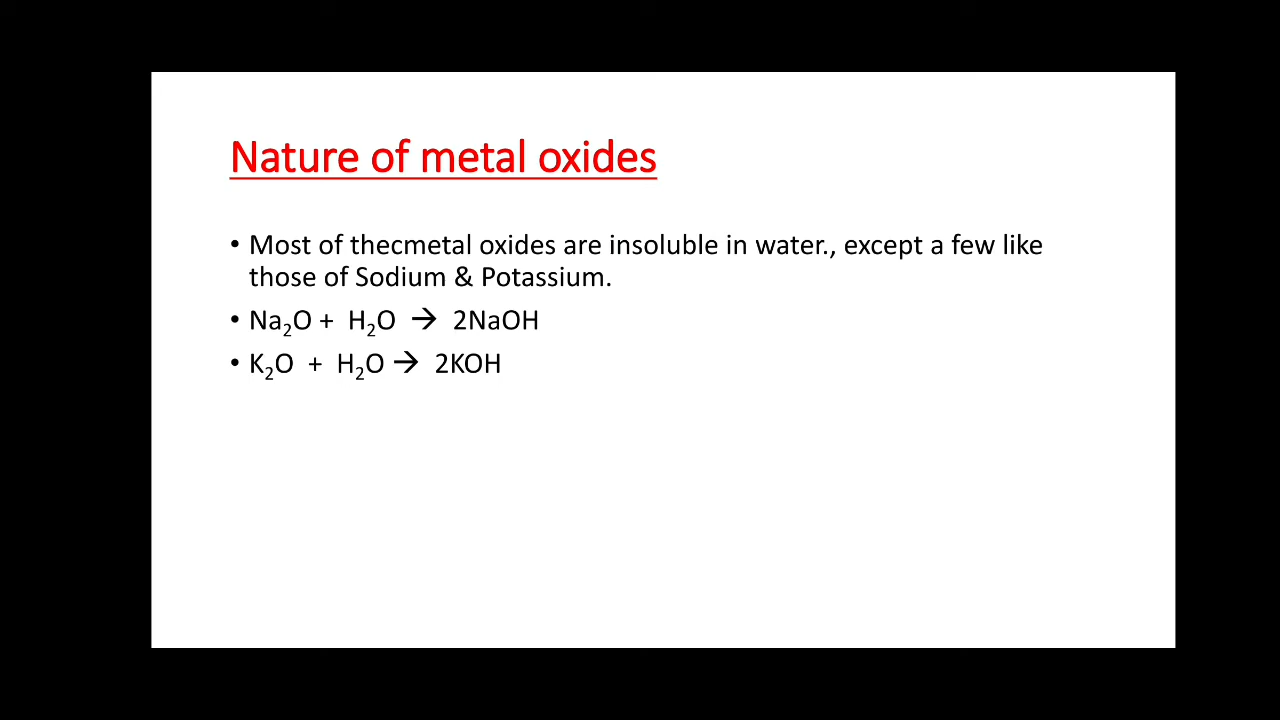 Nature of metal oxides
• Most of thecmetal oxides are insoluble in water., except a few like
those of Sodium & Potassium.
• Na₂O + H₂O → 2NaOH
• K₂O + H₂O → 2KOH